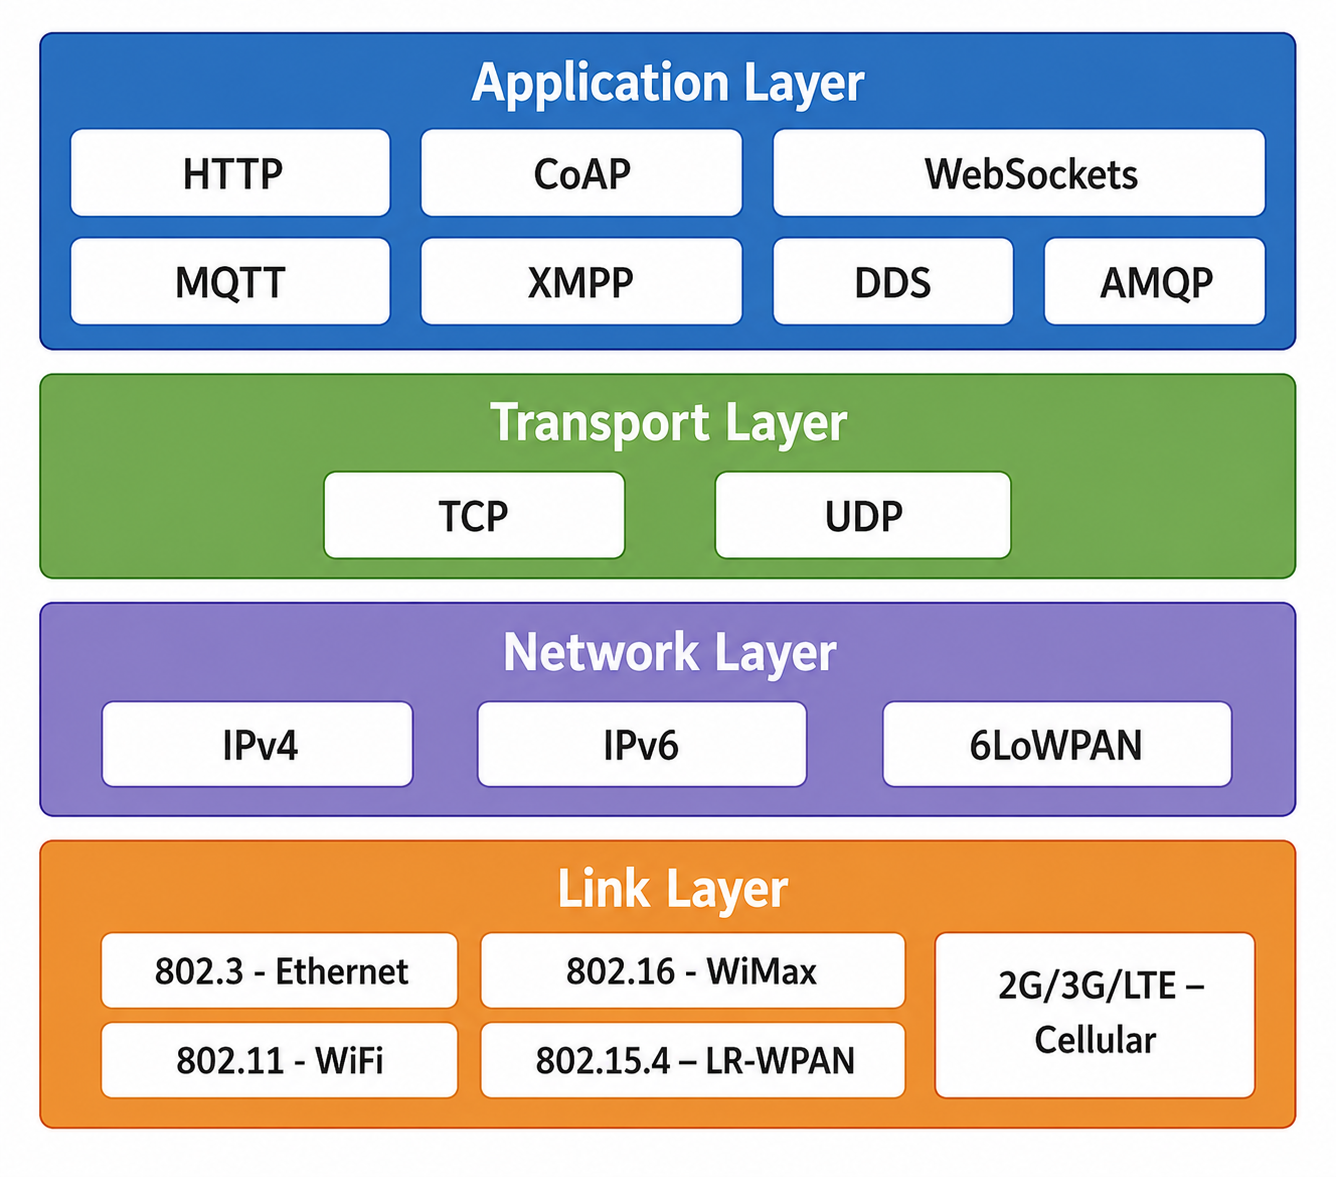 Application Layer
HTTP
CoAP
WebSockets
MQTT
XMPP
DDS
AMQP
Transport Layer
TCP
UDP
Network Layer
IPv4
IPv6
6LoWPAN
Link Layer
802.3 - Ethernet
802.16 - WiMax
2G/3G/LTE –
Cellular
802.11 - WiFi
802.15.4 – LR-WPAN